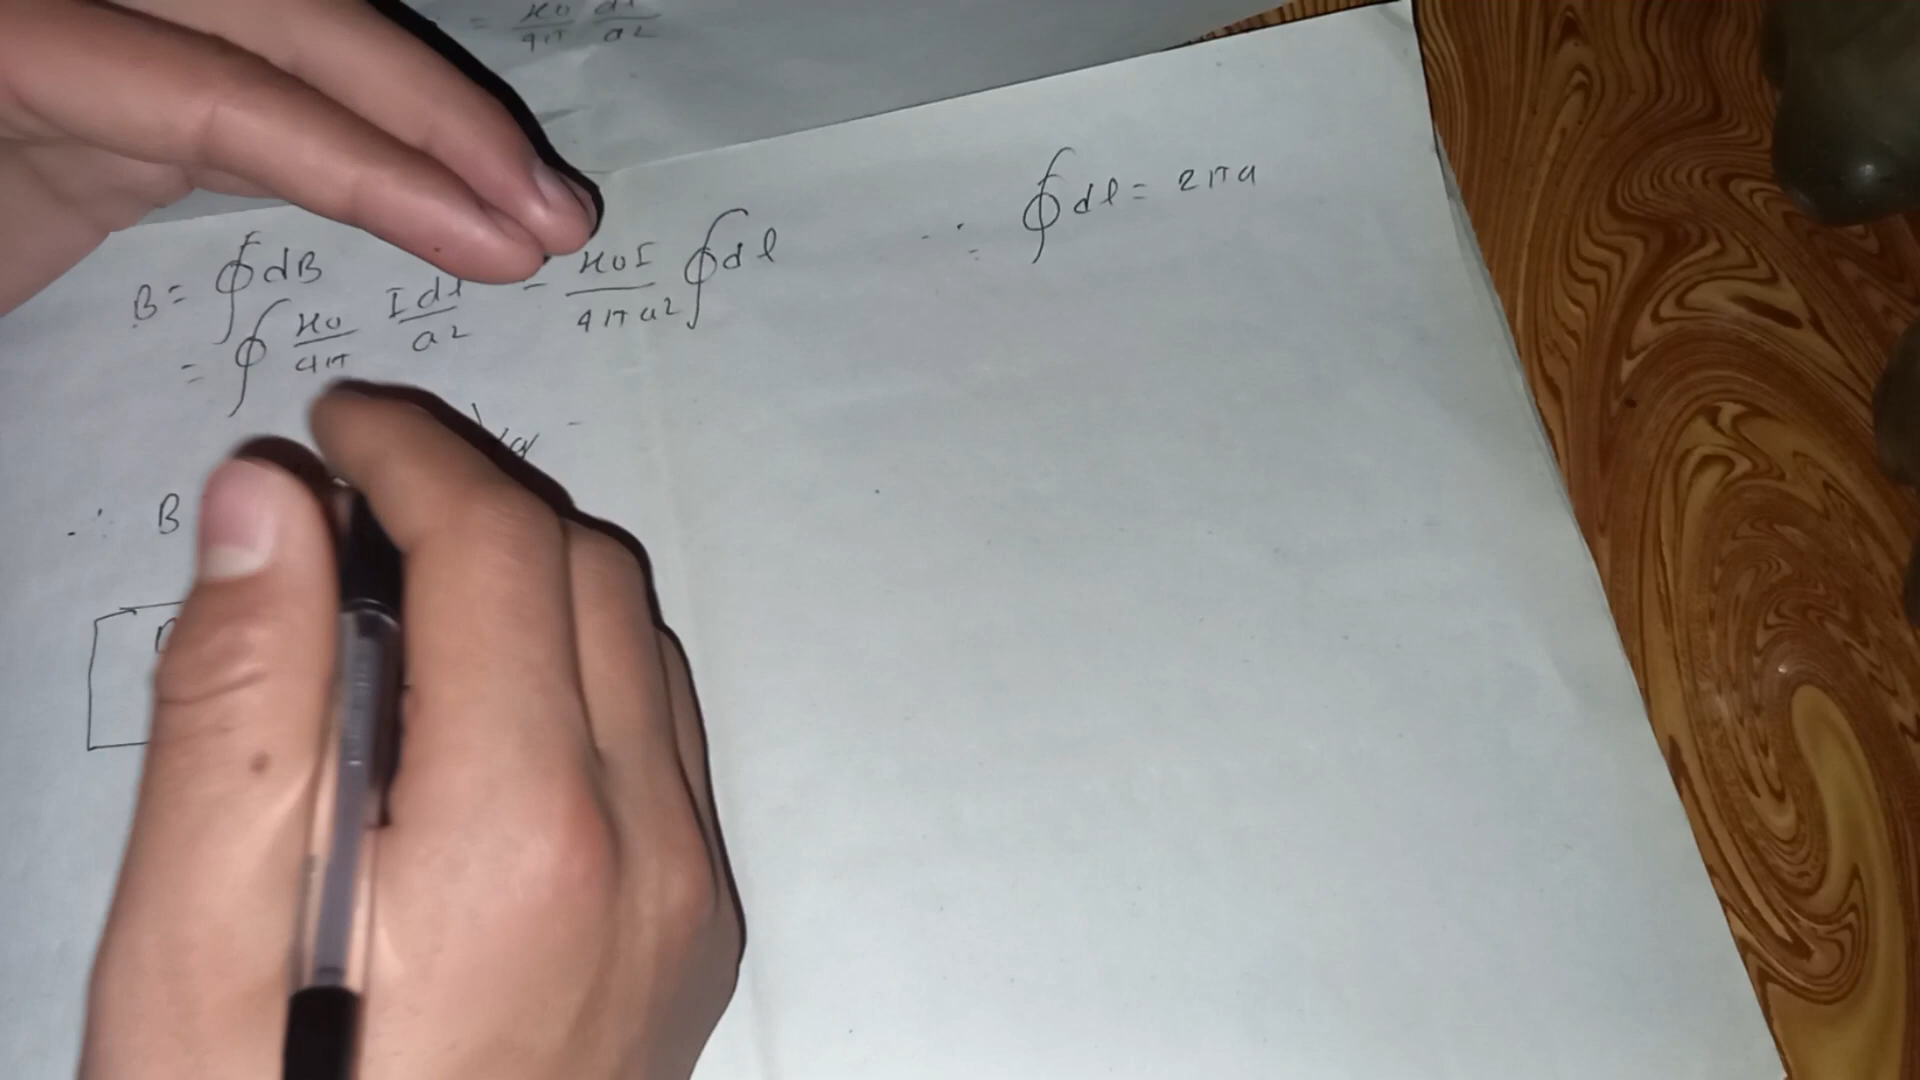 = μ0/4π dl/a2
B = ∮dB
= ∮ μ0/4π Idl/a2 = μ0I/4πa2 ∮dl ∵ ∮dl = 2πa
∴ B